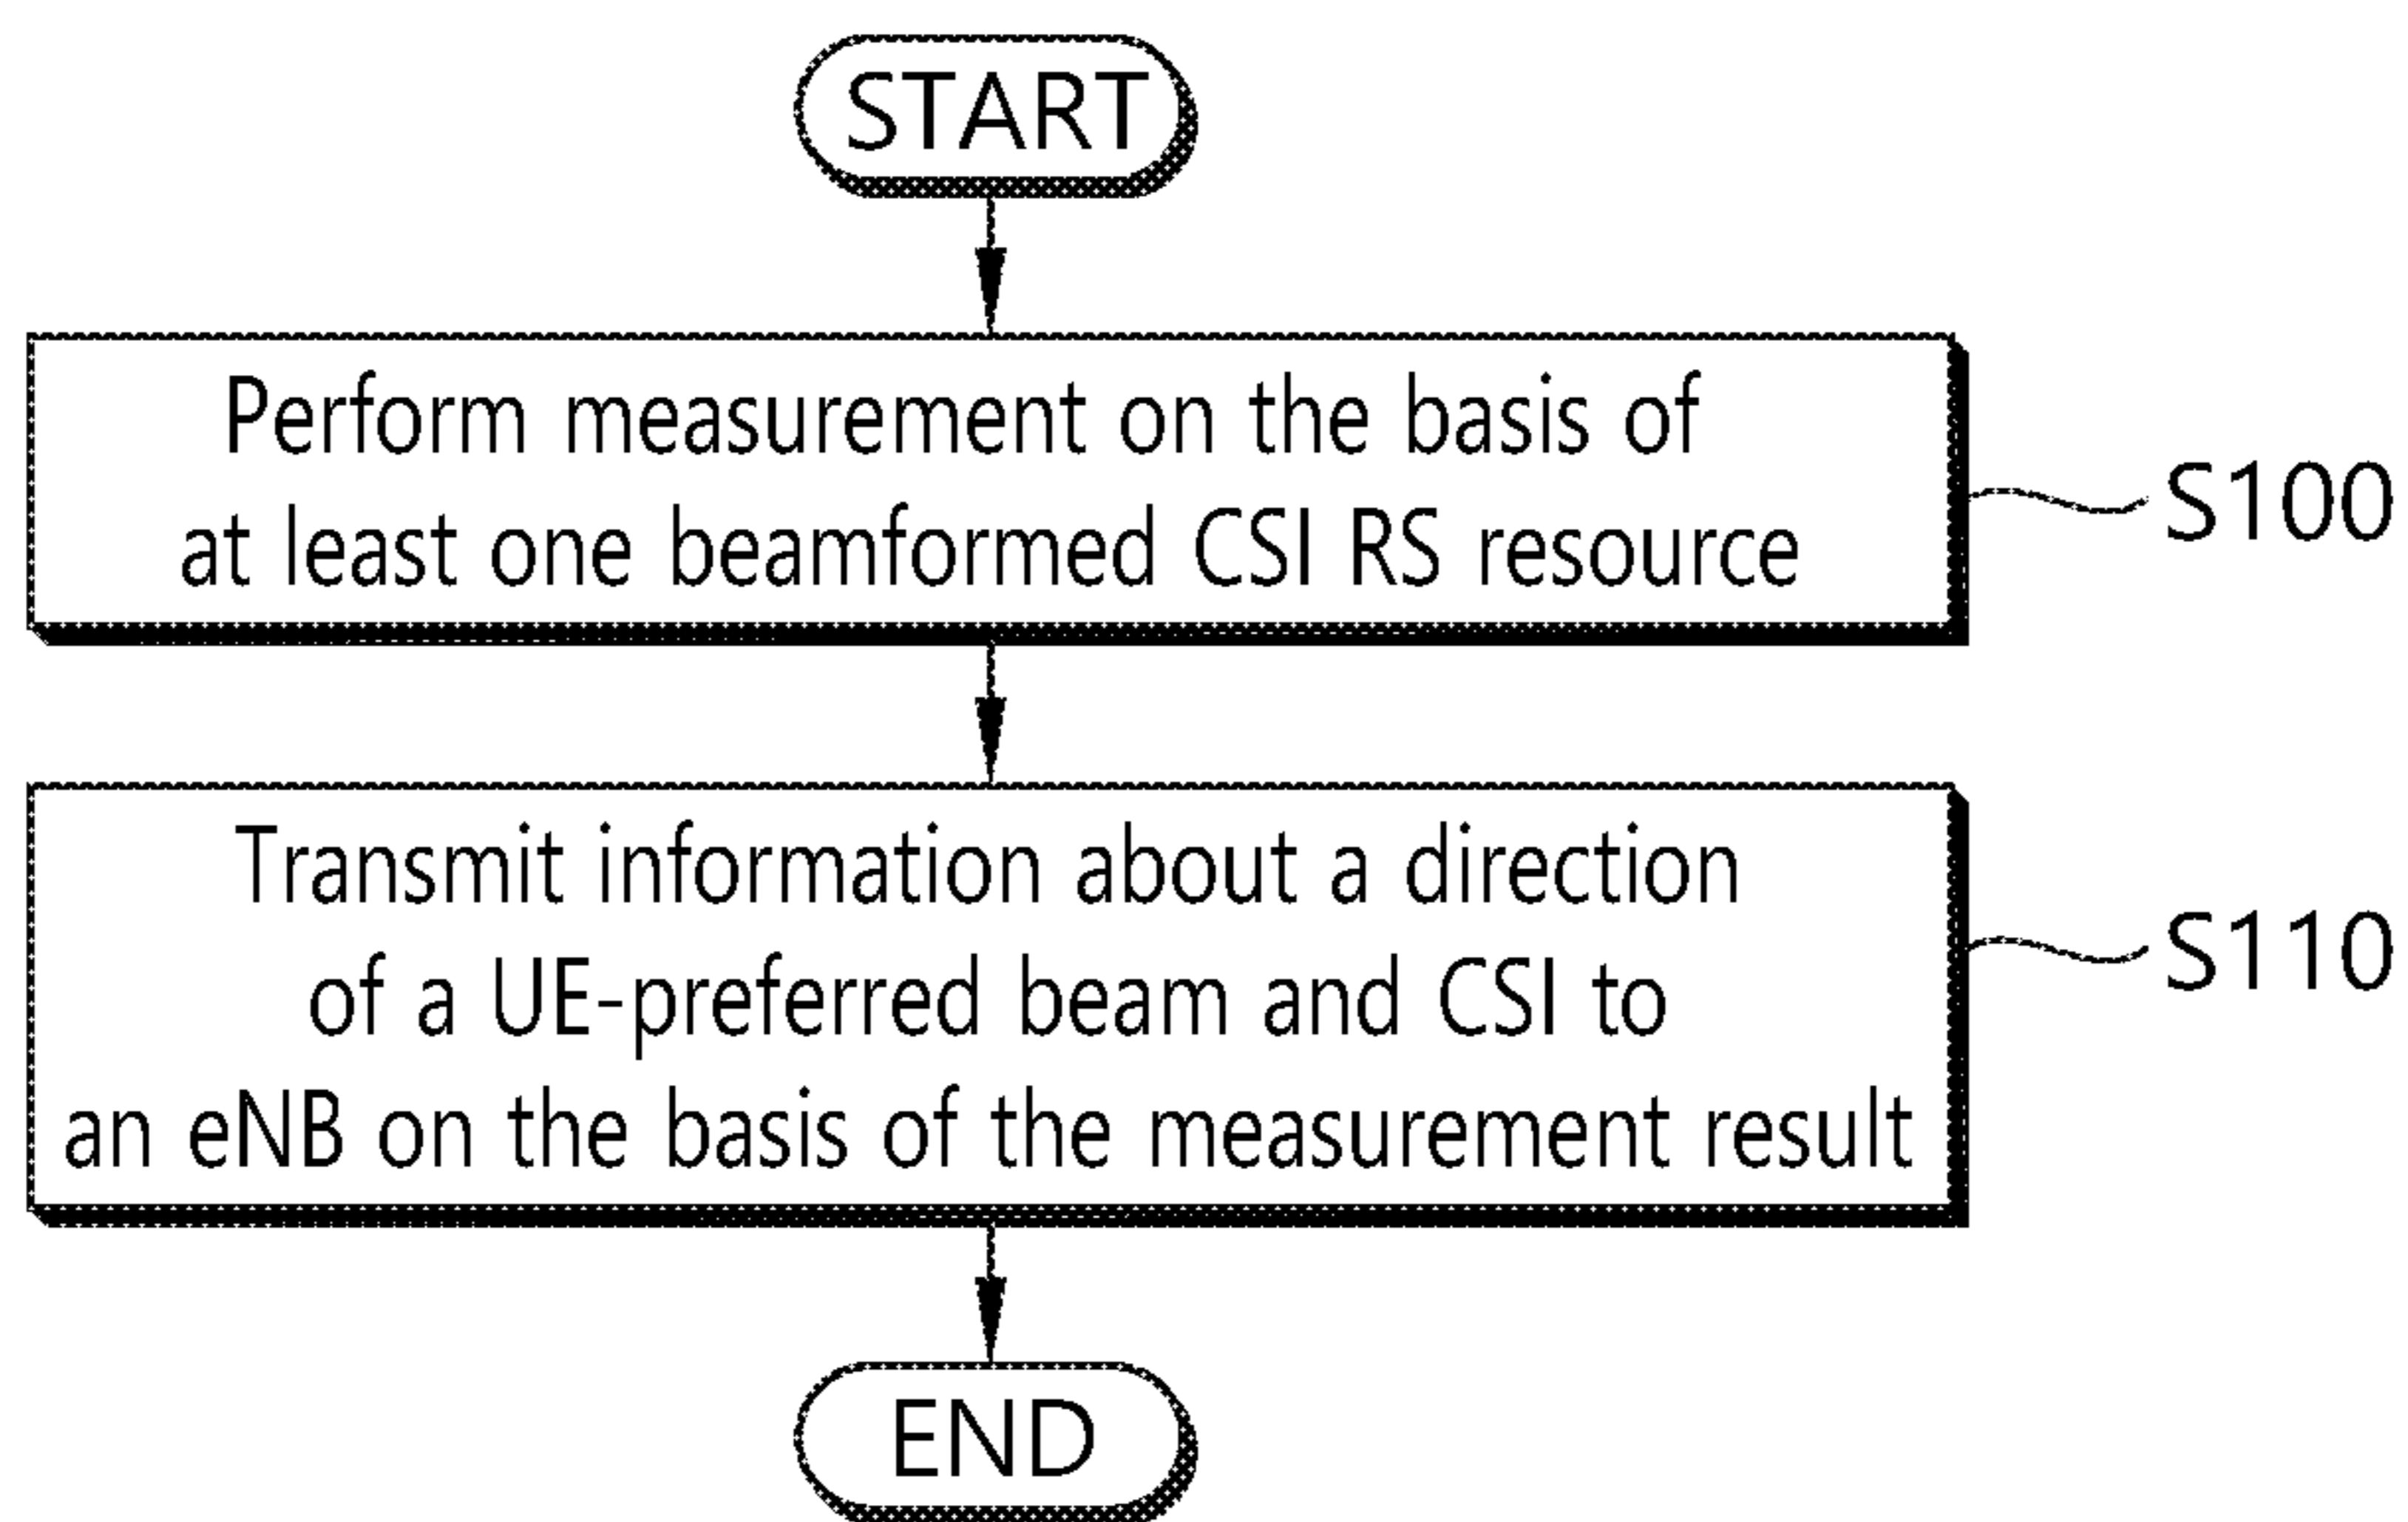 START
Perform measurement on the basis of
at least one beamformed CSI RS resource
S100
Transmit information about a direction
of a UE-preferred beam and CSI to
an eNB on the basis of the measurement result
S110
END